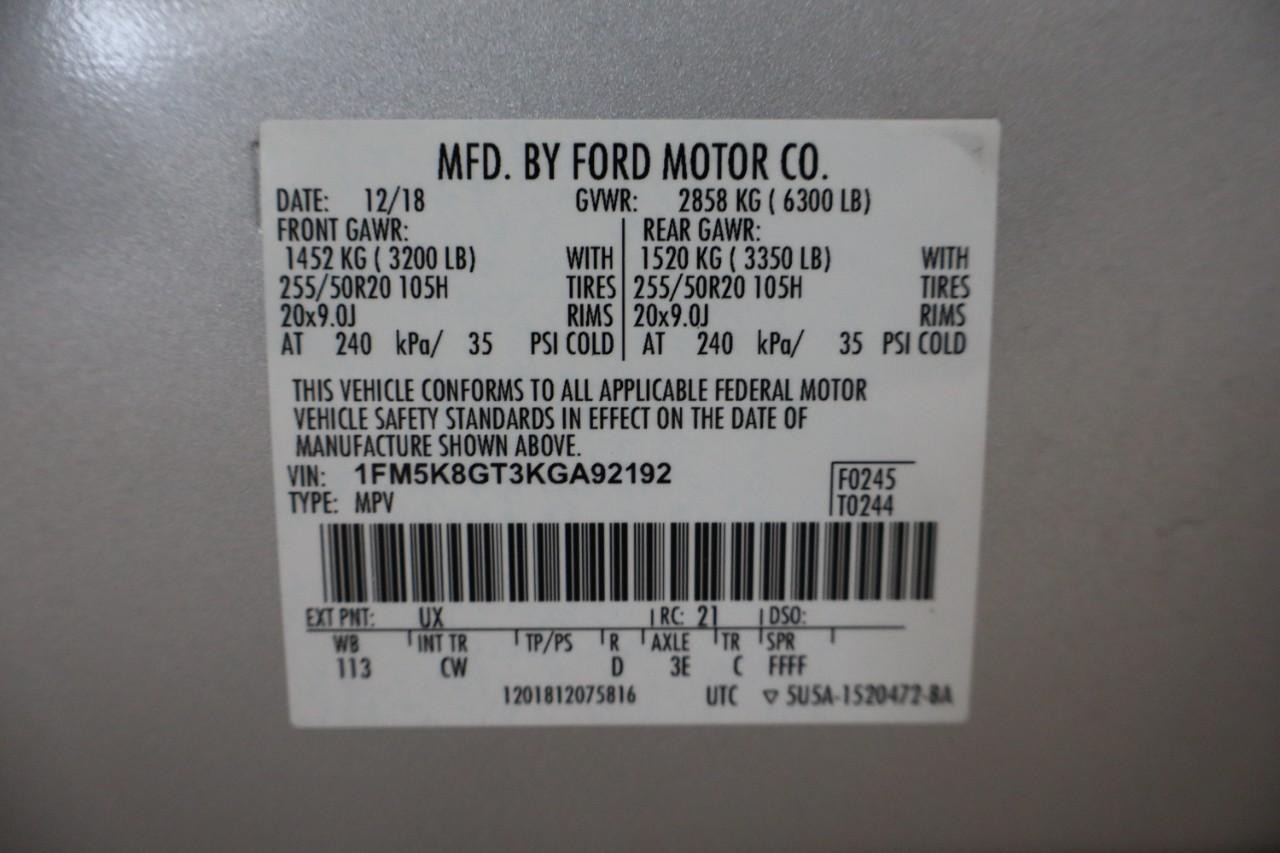 MFD. BY FORD MOTOR CO.
DATE: 12/18 GVWR: 2858 KG ( 6300 LB)
FRONT GAWR: REAR GAWR:
1452 KG ( 3200 LB) WITH 1520 KG ( 3350 LB) WITH
255/50R20 105H TIRES 255/50R20 105H TIRES
20x9.0J RIMS 20x9.0J RIMS
AT 240 kPa/ 35 PSI COLD AT 240 kPa/ 35 PSI COLD
THIS VEHICLE CONFORMS TO ALL APPLICABLE FEDERAL MOTOR
VEHICLE SAFETY STANDARDS IN EFFECT ON THE DATE OF
MANUFACTURE SHOWN ABOVE.
VIN: 1FM5K8GT3KGA92192 F0245
TYPE: MPV T0244
EXT PNT: UX RC: 21 DSO:
WB INT TR TP/PS R AXLE TR SPR
113 CW D 3E C FFFF
1201812075816 UTC ▽ 5U5A-1520472-BA